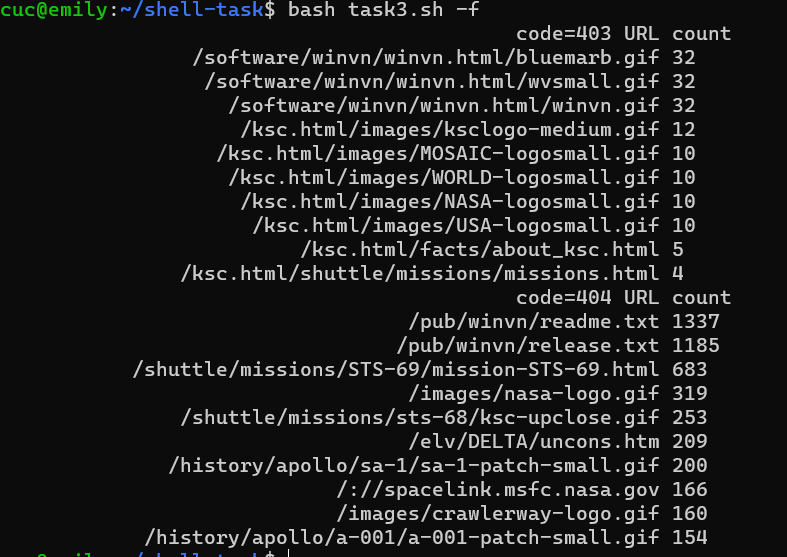 cuc@emily:~/shell-task$ bash task3.sh -f
code=403 URL count
/software/winvn/winvn.html/bluemarb.gif 32
/software/winvn/winvn.html/wvsmall.gif 32
/software/winvn/winvn.html/winvn.gif 32
/ksc.html/images/ksclogo-medium.gif 12
/ksc.html/images/MOSAIC-logosmall.gif 10
/ksc.html/images/WORLD-logosmall.gif 10
/ksc.html/images/NASA-logosmall.gif 10
/ksc.html/images/USA-logosmall.gif 10
/ksc.html/facts/about_ksc.html 5
/ksc.html/shuttle/missions/missions.html 4
code=404 URL count
/pub/winvn/readme.txt 1337
/pub/winvn/release.txt 1185
/shuttle/missions/STS-69/mission-STS-69.html 683
/images/nasa-logo.gif 319
/shuttle/missions/sts-68/ksc-upclose.gif 253
/elv/DELTA/uncons.htm 209
/history/apollo/sa-1/sa-1-patch-small.gif 200
/://spacelink.msfc.nasa.gov 166
/images/crawlerway-logo.gif 160
/history/apollo/a-001/a-001-patch-small.gif 154